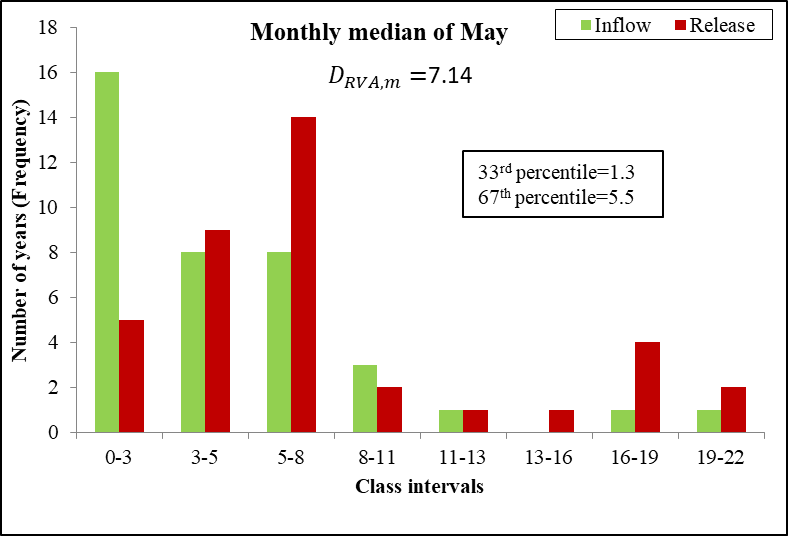 Monthly median of May
Inflow Release
D_{RVA,m} =7.14
33rd percentile=1.3
67th percentile=5.5
Number of years (Frequency)
18
16
14
12
10
8
6
4
2
0
0-3 3-5 5-8 8-11 11-13 13-16 16-19 19-22
Class intervals